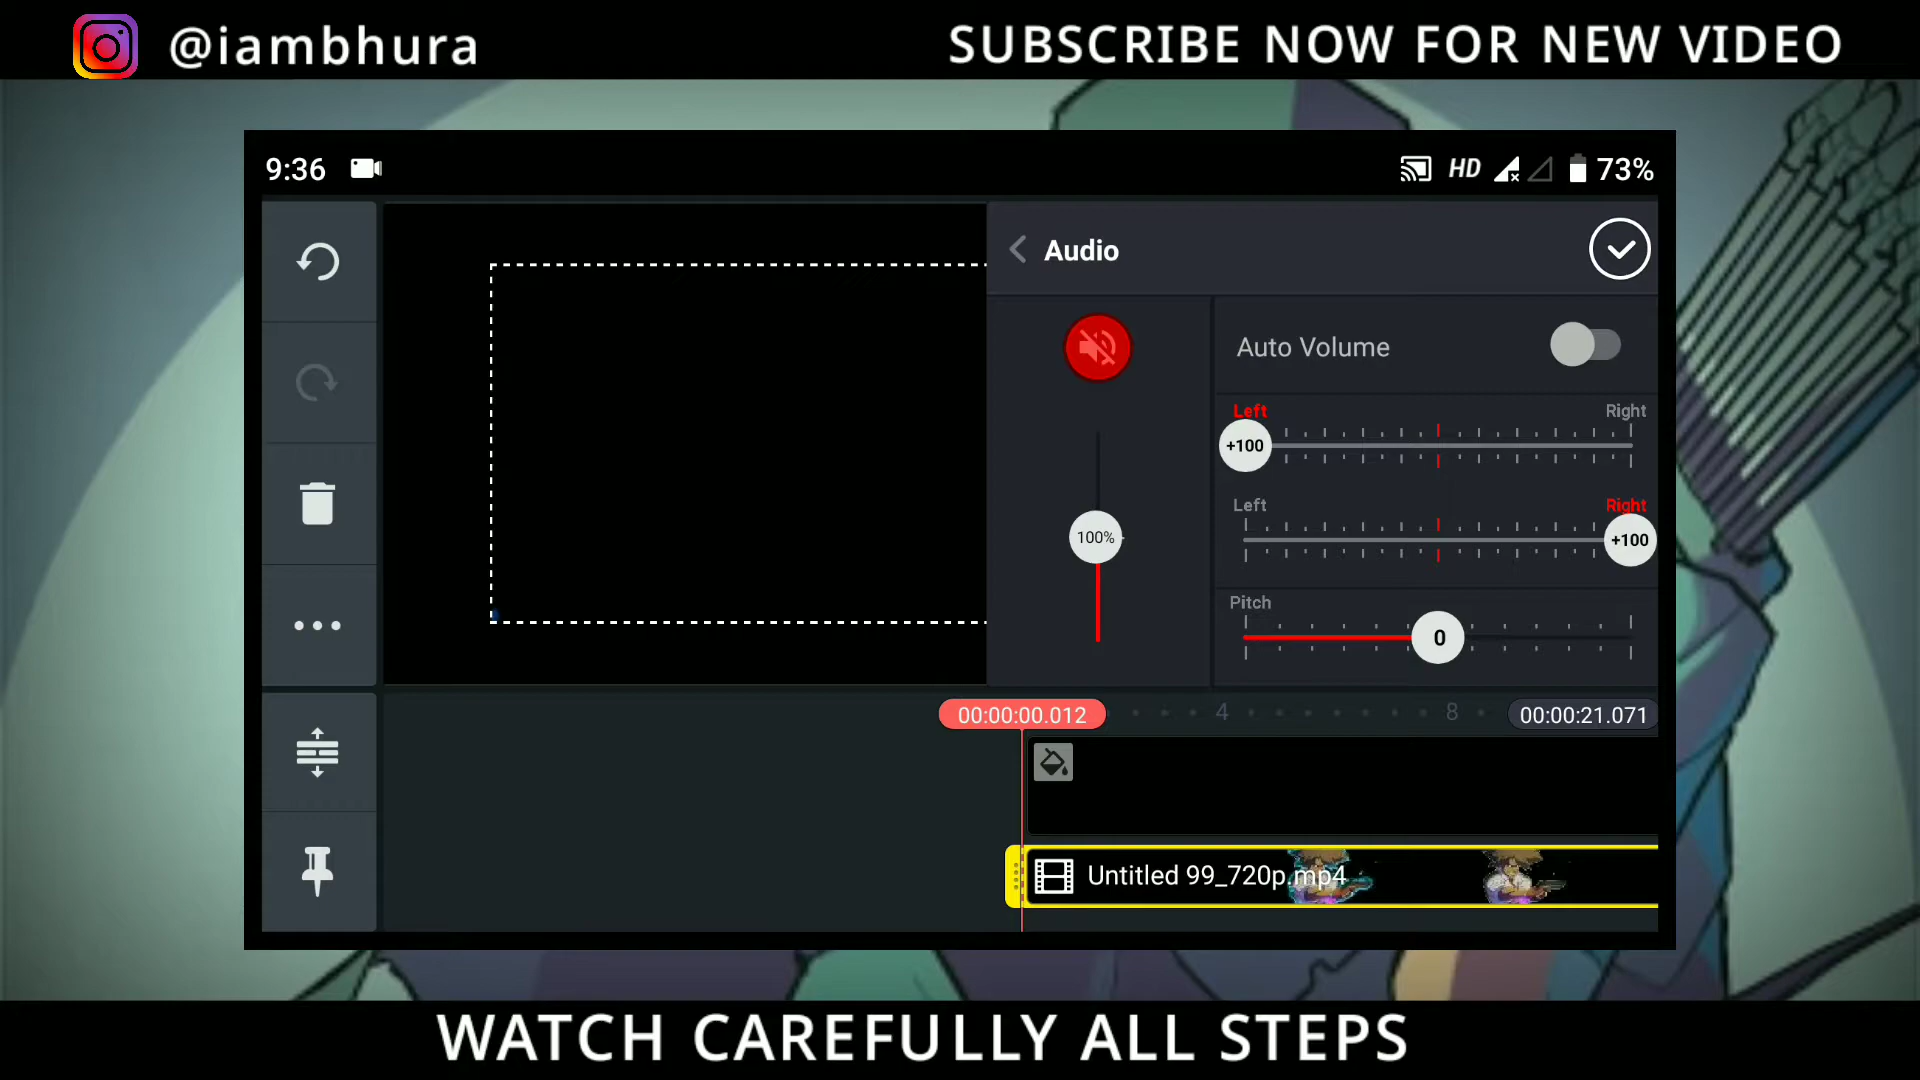 @iambhura
SUBSCRIBE NOW FOR NEW VIDEO
9:36
HD
73%
Audio
Auto Volume
Left
Right
+100
Left
Right
100%
+100
Pitch
0
00:00:00.012
4
8
00:00:21.071
Untitled 99_720p.mp4
WATCH CAREFULLY ALL STEPS